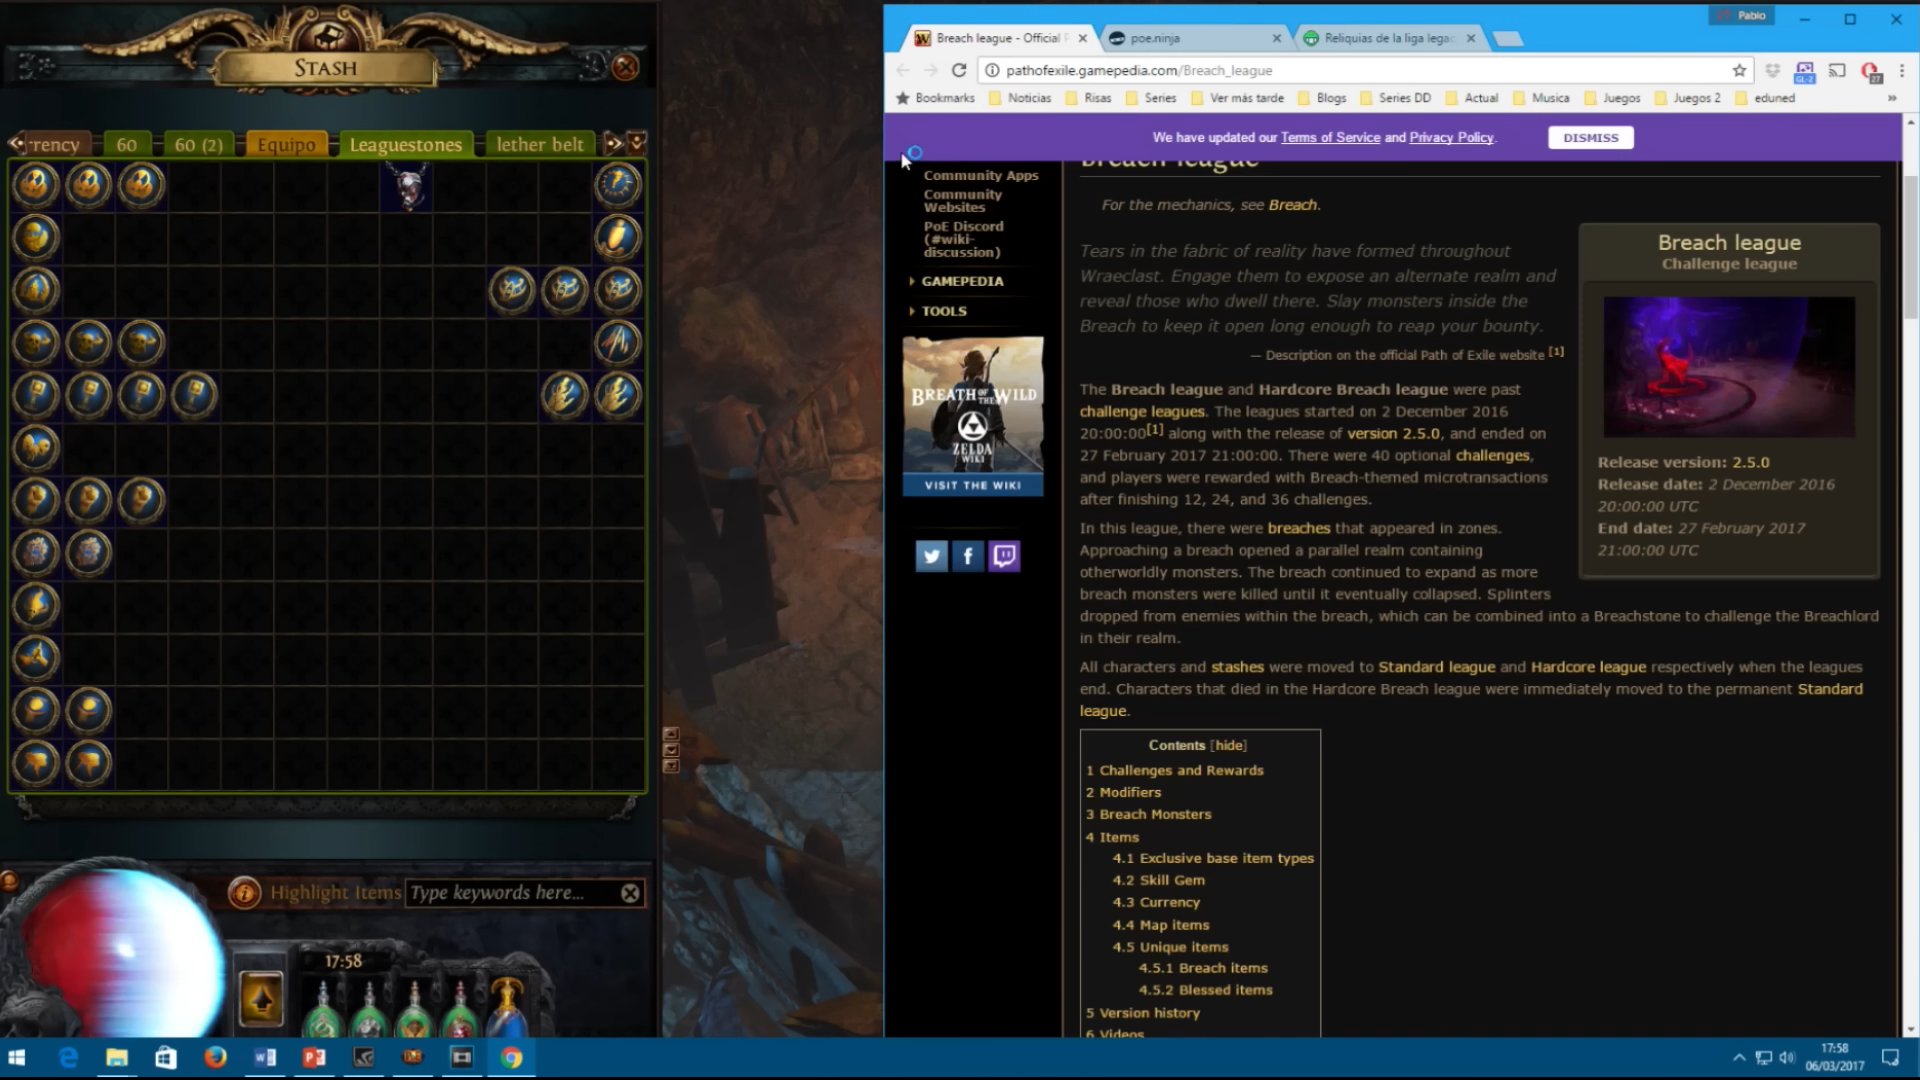 STASH
rrency
60
60 (2)
Equipo
Leaguestones
lether belt
Highlight Items
Type keywords here...
17:58
Pablo
Breach league - Official P
poe.ninja
Reliquias de la liga legac
pathofexile.gamepedia.com/Breach_league
GL-2
27
Bookmarks
Noticias
Risas
Series
Ver más tarde
Blogs
Series DD
Actual
Musica
Juegos
Juegos 2
eduned
»
We have updated our Terms of Service and Privacy Policy.
DISMISS
Breach league
Community Apps
Community
Websites
PoE Discord
(#wiki-
discussion)
GAMEPEDIA
TOOLS
BREATH OF THE WILD
ZELDA
WIKI
VISIT THE WIKI
For the mechanics, see Breach.
Tears in the fabric of reality have formed throughout
Wraeclast. Engage them to expose an alternate realm and
reveal those who dwell there. Slay monsters inside the
Breach to keep it open long enough to reap your bounty.
— Description on the official Path of Exile website [1]
The Breach league and Hardcore Breach league were past
challenge leagues. The leagues started on 2 December 2016
20:00:00[1] along with the release of version 2.5.0, and ended on
27 February 2017 21:00:00. There were 40 optional challenges,
and players were rewarded with Breach-themed microtransactions
after finishing 12, 24, and 36 challenges.
In this league, there were breaches that appeared in zones.
Approaching a breach opened a parallel realm containing
otherworldly monsters. The breach continued to expand as more
breach monsters were killed until it eventually collapsed. Splinters
dropped from enemies within the breach, which can be combined into a Breachstone to challenge the Breachlord
in their realm.
All characters and stashes were moved to Standard league and Hardcore league respectively when the leagues
end. Characters that died in the Hardcore Breach league were immediately moved to the permanent Standard
league.
Breach league
Challenge league
Release version: 2.5.0
Release date: 2 December 2016
20:00:00 UTC
End date: 27 February 2017
21:00:00 UTC
Contents [hide]
1 Challenges and Rewards
2 Modifiers
3 Breach Monsters
4 Items
4.1 Exclusive base item types
4.2 Skill Gem
4.3 Currency
4.4 Map items
4.5 Unique items
4.5.1 Breach items
4.5.2 Blessed items
5 Version history
6 Videos
17:58
06/03/2017